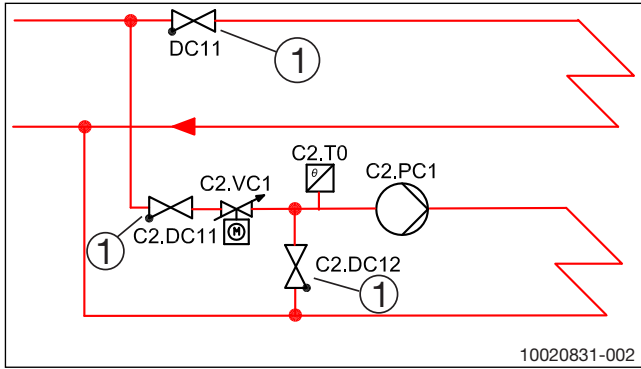 DC11
1
C2.T0
θ
C2.PC1
C2.VC1
M
1
C2.DC11
C2.DC12
1
10020831-002